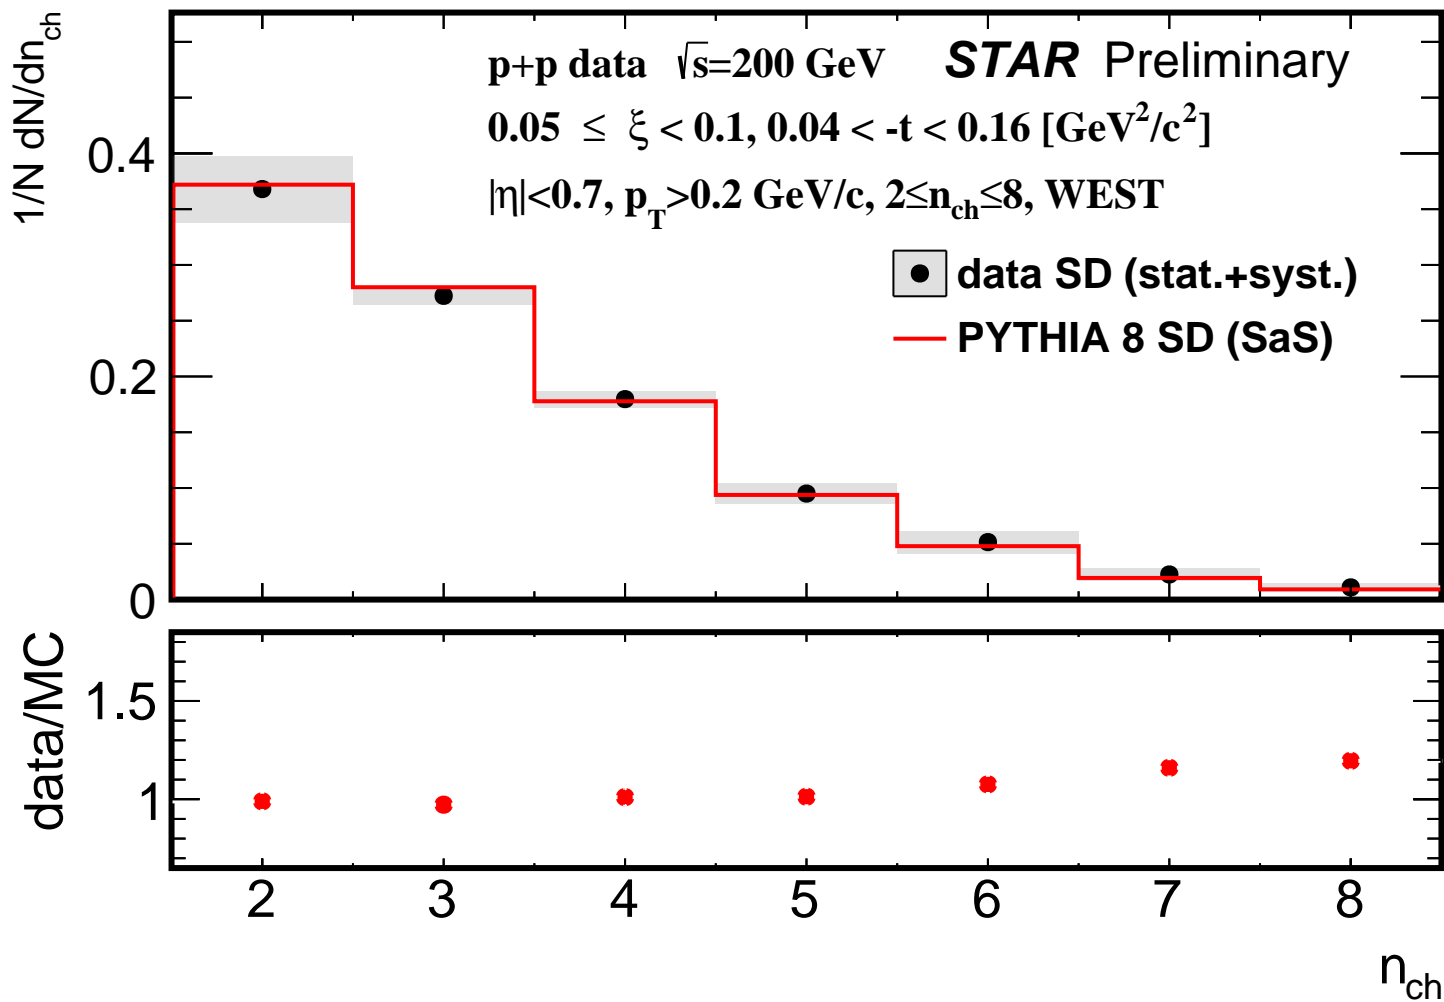 1/N dN/dn_ch
p+p data √s=200 GeV STAR Preliminary
0.05 ≤ ξ < 0.1, 0.04 < -t < 0.16 [GeV²/c²]
|η|<0.7, p_T>0.2 GeV/c, 2≤n_ch≤8, WEST
data SD (stat.+syst.)
PYTHIA 8 SD (SaS)
0.4
0.2
0
data/MC
1.5
1
2 3 4 5 6 7 8
n_ch